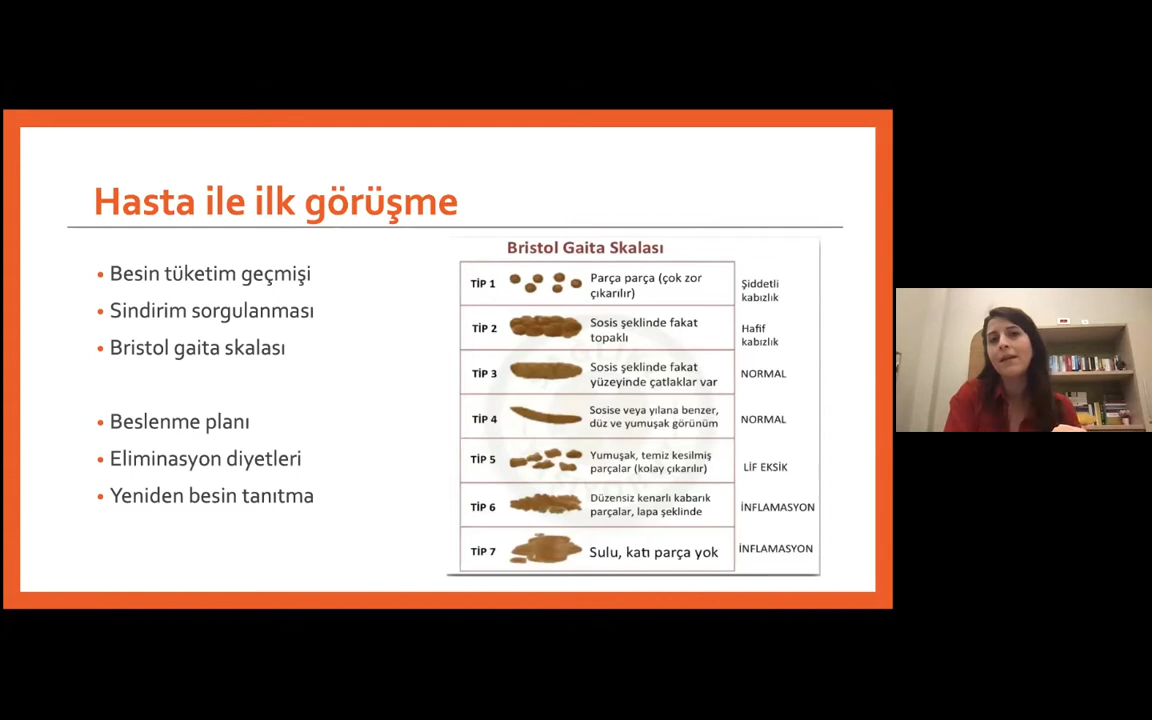 Hasta ile ilk görüşme
• Besin tüketim geçmişi
• Sindirim sorgulanması
• Bristol gaita skalası
• Beslenme planı
• Eliminasyon diyetleri
• Yeniden besin tanıtma
Bristol Gaita Skalası
TİP 1
Parça parça (çok zor
çıkarılır)
Şiddetli
kabızlık
TİP 2
Sosis şeklinde fakat
topaklı
Hafif
kabızlık
TİP 3
Sosis şeklinde fakat
yüzeyinde çatlaklar var
NORMAL
TİP 4
Sosise veya yılana benzer,
düz ve yumuşak görünüm
NORMAL
TİP 5
Yumuşak, temiz kesilmiş
parçalar (kolay çıkarılır)
LİF EKSİK
TİP 6
Düzensiz kenarlı kabarık
parçalar, lapa şeklinde
İNFLAMASYON
TİP 7
Sulu, katı parça yok
İNFLAMASYON